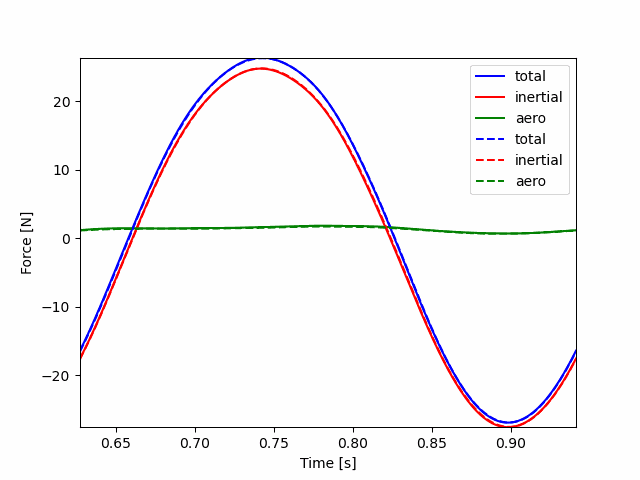 total
inertial
aero
total
inertial
aero
20
10
0
−10
−20
Force [N]
0.65 0.70 0.75 0.80 0.85 0.90
Time [s]